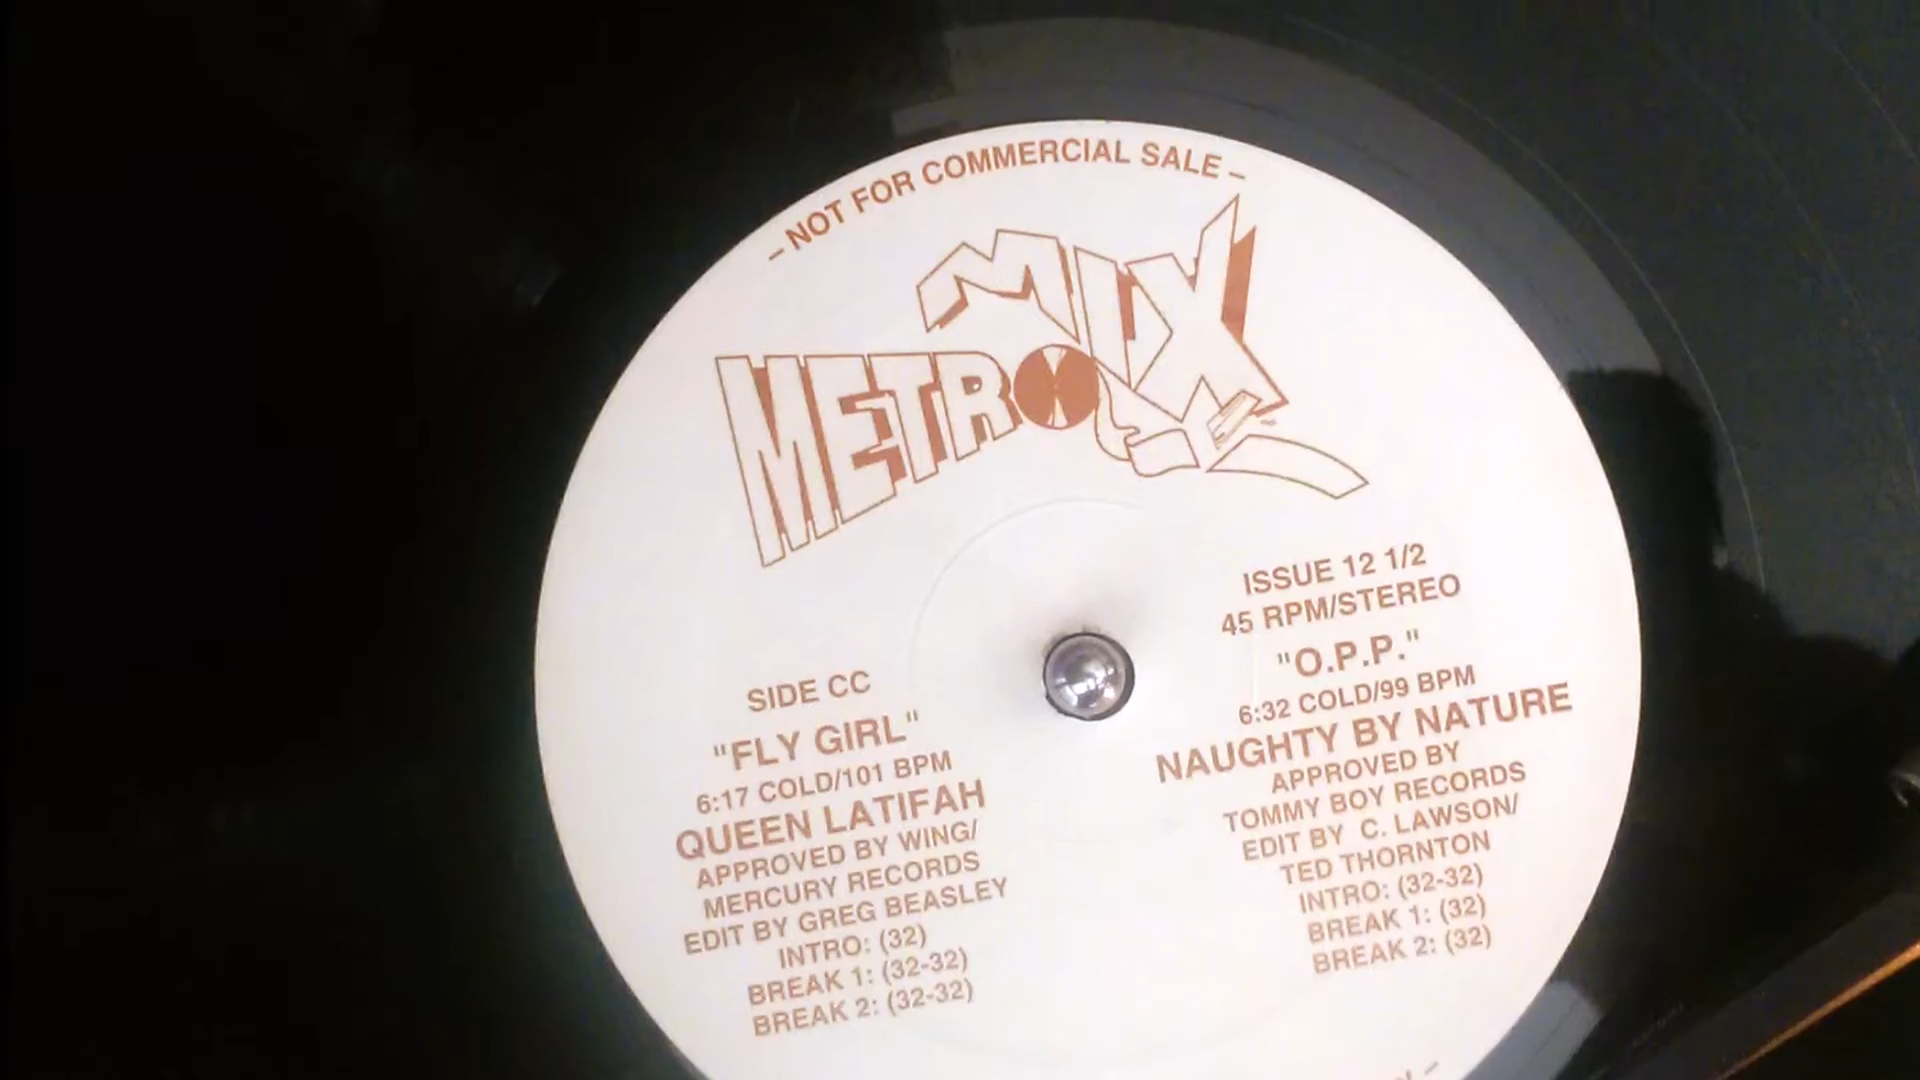 – NOT FOR COMMERCIAL SALE –
METRO MIX
ISSUE 12 1/2
45 RPM/STEREO
SIDE CC
"FLY GIRL"
6:17 COLD/101 BPM
QUEEN LATIFAH
APPROVED BY WING/
MERCURY RECORDS
EDIT BY GREG BEASLEY
INTRO: (32)
BREAK 1: (32-32)
BREAK 2: (32-32)
"O.P.P."
6:32 COLD/99 BPM
NAUGHTY BY NATURE
APPROVED BY
TOMMY BOY RECORDS
EDIT BY C. LAWSON/
TED THORNTON
INTRO: (32-32)
BREAK 1: (32)
BREAK 2: (32)